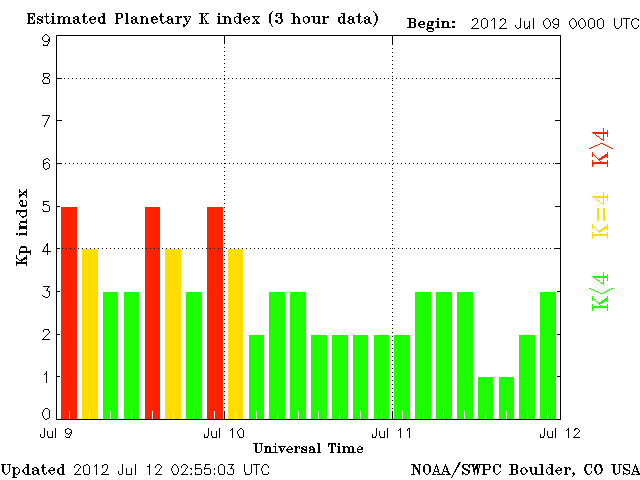 Estimated Planetary K index (3 hour data) Begin: 2012 Jul 09 0000 UTC
9
8
7
6
5
4
3
2
1
0
Kp index
K>4
K=4
K<4
Jul 9 Jul 10 Jul 11 Jul 12
Universal Time
Updated 2012 Jul 12 02:55:03 UTC NOAA/SWPC Boulder, CO USA